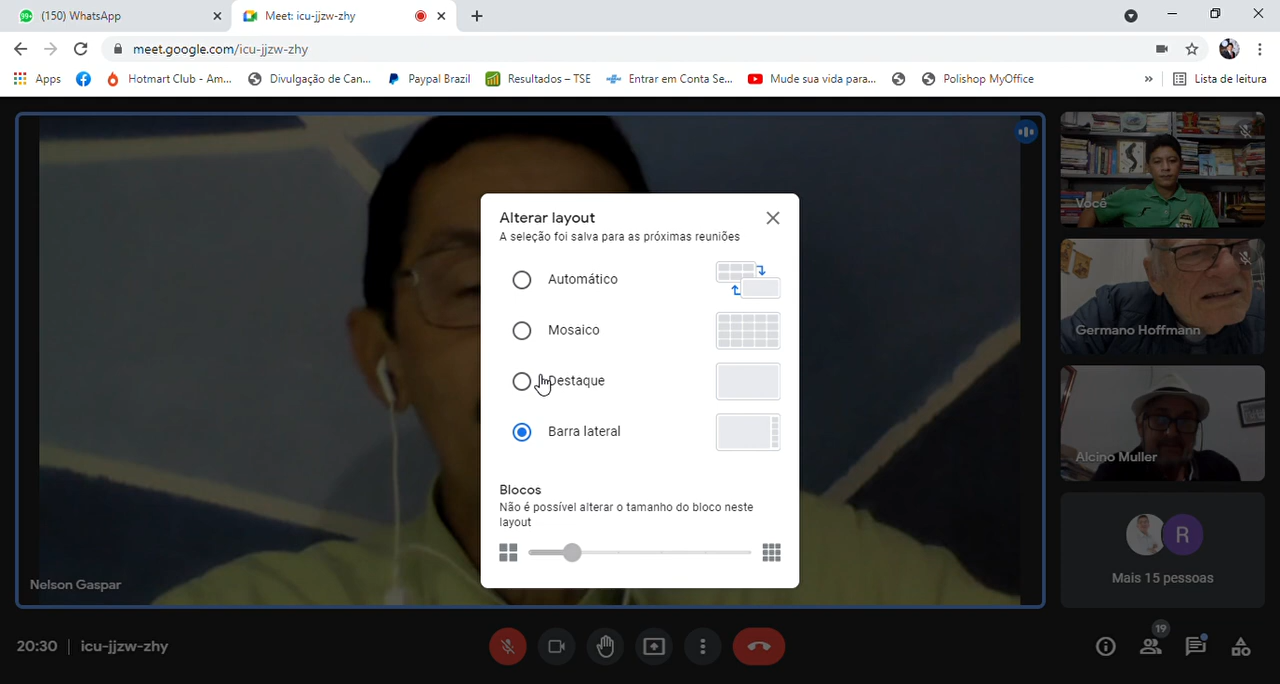 99+ (150) WhatsApp
Meet: icu-jjzw-zhy
meet.google.com/icu-jjzw-zhy
Apps
Hotmart Club - Am...
Divulgação de Can...
Paypal Brazil
Resultados – TSE
Entrar em Conta Se...
Mude sua vida para...
Polishop MyOffice
»
Lista de leitura
Alterar layout
A seleção foi salva para as próximas reuniões
Automático
Mosaico
Destaque
Barra lateral
Blocos
Não é possível alterar o tamanho do bloco neste
layout
Nelson Gaspar
Você
Germano Hoffmann
Alcino Muller
R
Mais 15 pessoas
20:30 | icu-jjzw-zhy
19